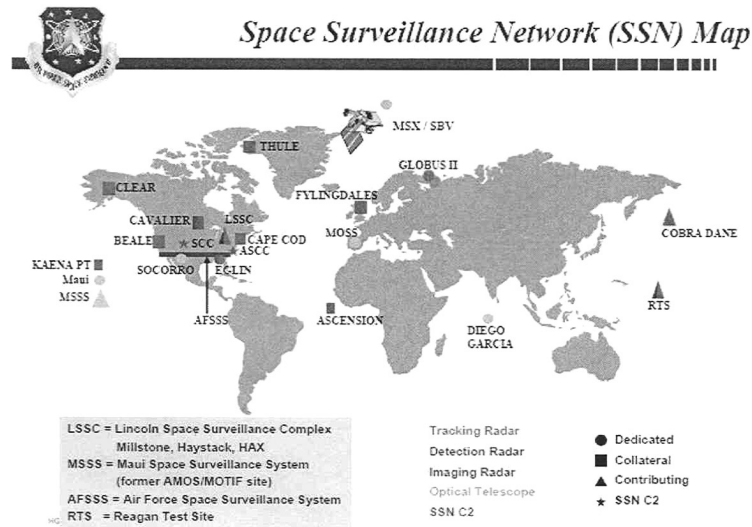 Space Surveillance Network (SSN) Map
MSX / SBV
THULE
GLOBUS II
CLEAR
FYLINGDALES
CAVALIER
LSSC
COBRA DANE
BEALE
SCC
CAPE COD
MOSS
ASCC
KAENA PT
SOCORRO
EGLIN
Maui
MSSS
RTS
AFSSS
ASCENSION
DIEGO
GARCIA
LSSC = Lincoln Space Surveillance Complex
Millstone, Haystack, HAX
MSSS = Maui Space Surveillance System
(former AMOS/MOTIF site)
AFSSS = Air Force Space Surveillance System
RTS = Reagan Test Site
Tracking Radar
Detection Radar
Imaging Radar
Optical Telescope
SSN C2
Dedicated
Collateral
Contributing
SSN C2